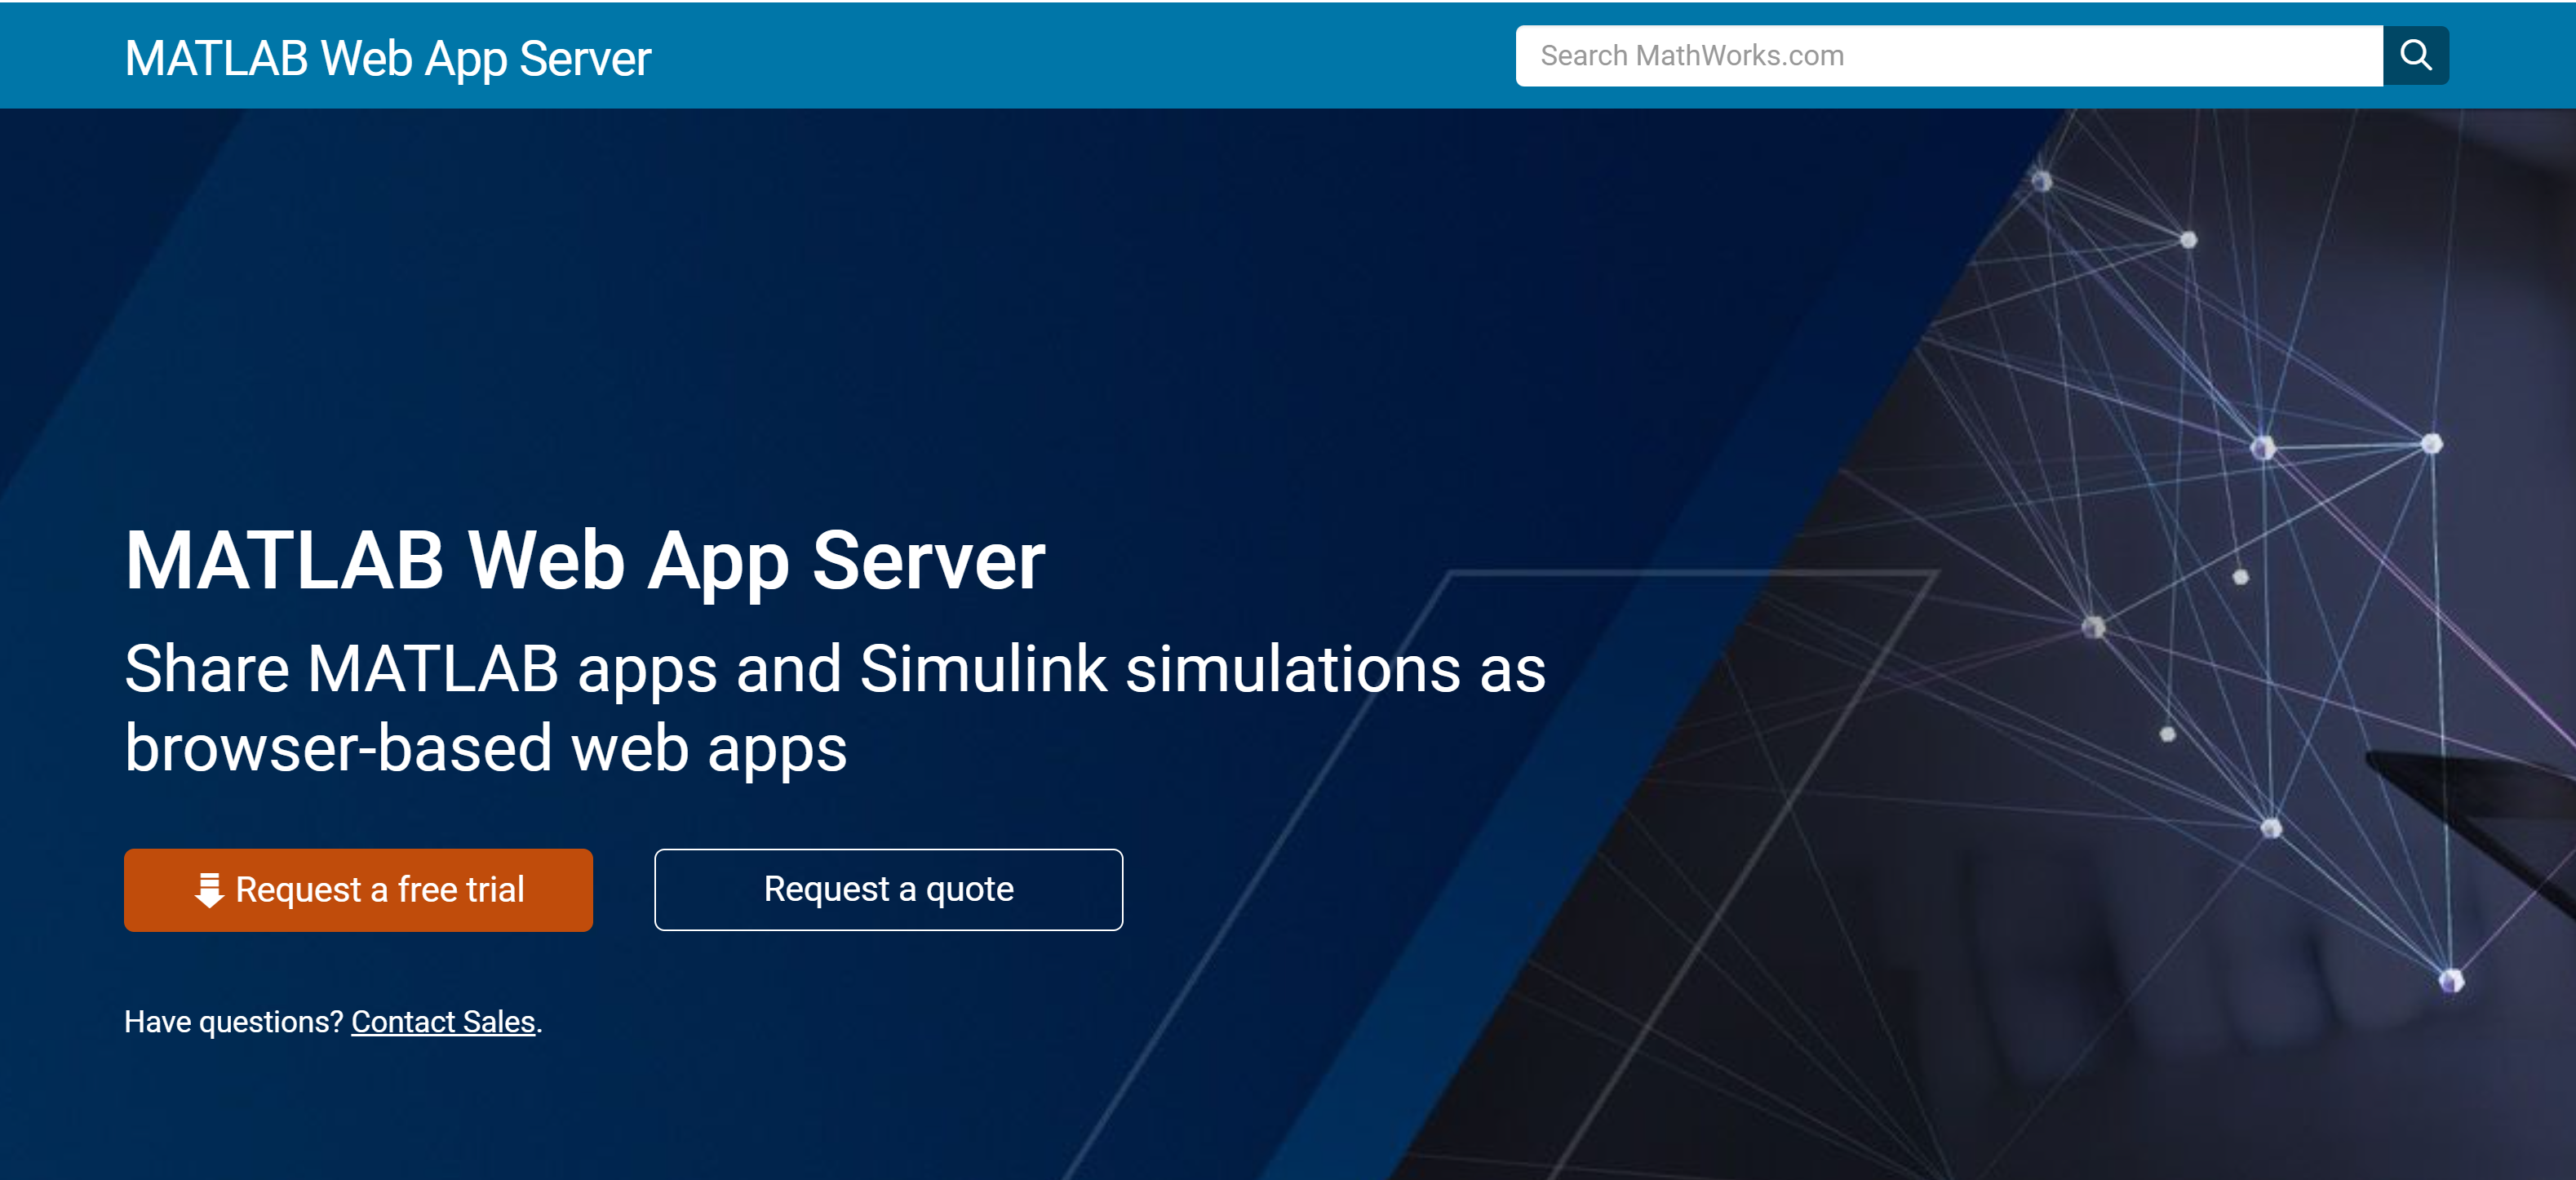 MATLAB Web App Server
Search MathWorks.com
MATLAB Web App Server
Share MATLAB apps and Simulink simulations as
browser-based web apps
Request a free trial
Request a quote
Have questions? Contact Sales.